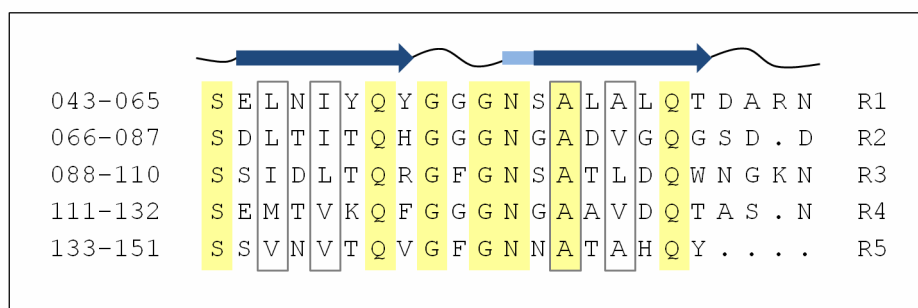 043-065 S E L N I Y Q Y G G G N S A L A L Q T D A R N R1
066-087 S D L T I T Q H G G G N G A D V G Q G S D . D R2
088-110 S S I D L T Q R G F G N S A T L D Q W N G K N R3
111-132 S E M T V K Q F G G G N G A A V D Q T A S . N R4
133-151 S S V N V T Q V G F G N N A T A H Q Y . . . . R5